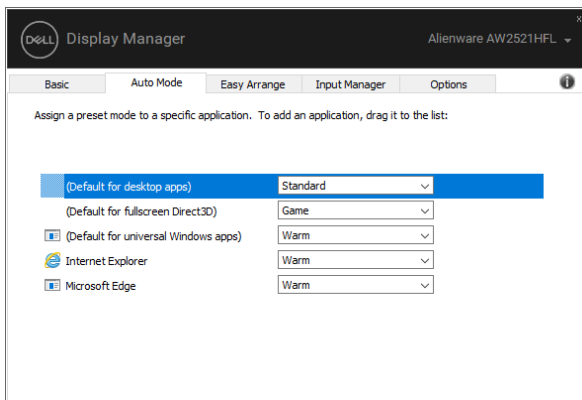 DELL Display Manager Alienware AW2521HFL
Basic Auto Mode Easy Arrange Input Manager Options
Assign a preset mode to a specific application. To add an application, drag it to the list:
(Default for desktop apps) Standard
(Default for fullscreen Direct3D) Game
(Default for universal Windows apps) Warm
Internet Explorer Warm
Microsoft Edge Warm